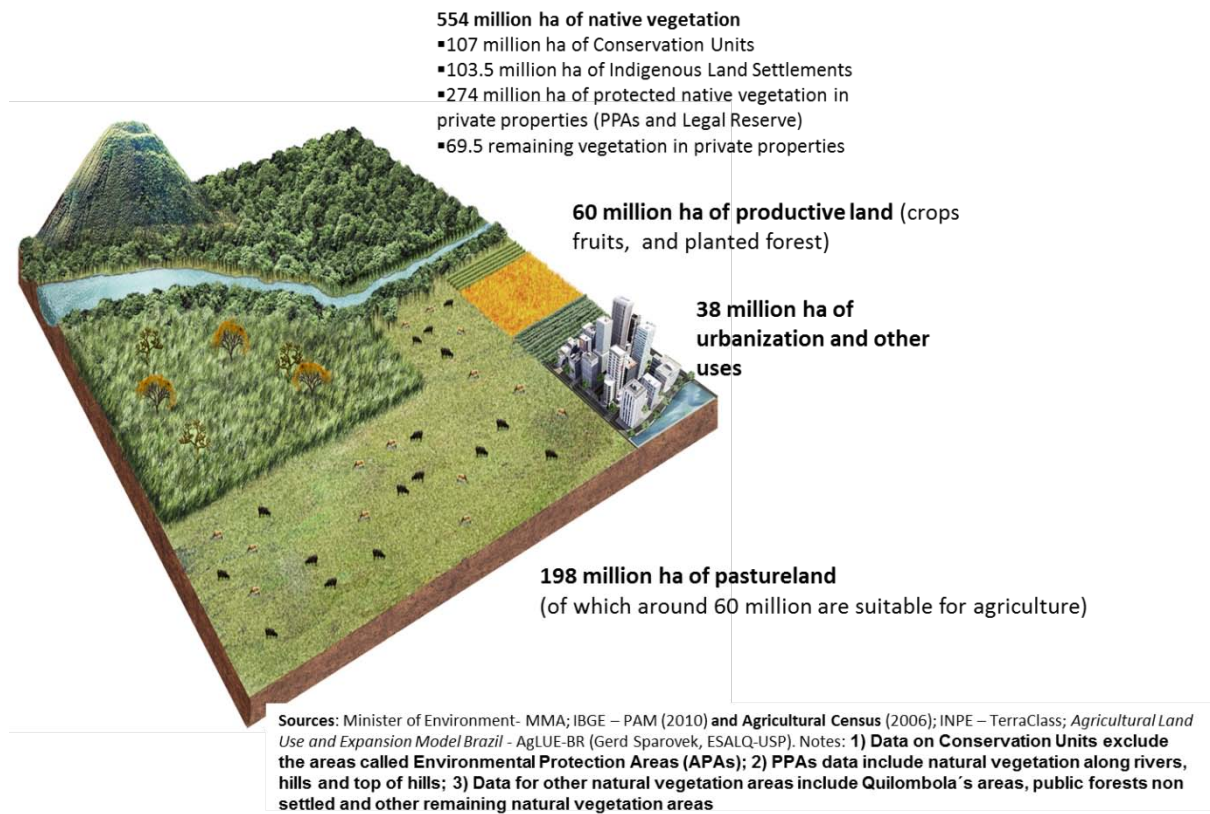 554 million ha of native vegetation
▪107 million ha of Conservation Units
▪103.5 million ha of Indigenous Land Settlements
▪274 million ha of protected native vegetation in
private properties (PPAs and Legal Reserve)
▪69.5 remaining vegetation in private properties
60 million ha of productive land (crops
fruits, and planted forest)
38 million ha of
urbanization and other
uses
198 million ha of pastureland
(of which around 60 million are suitable for agriculture)
Sources: Minister of Environment- MMA; IBGE – PAM (2010) and Agricultural Census (2006); INPE – TerraClass; Agricultural Land
Use and Expansion Model Brazil - AgLUE-BR (Gerd Sparovek, ESALQ-USP). Notes: 1) Data on Conservation Units exclude
the areas called Environmental Protection Areas (APAs); 2) PPAs data include natural vegetation along rivers,
hills and top of hills; 3) Data for other natural vegetation areas include Quilombola´s areas, public forests non
settled and other remaining natural vegetation areas